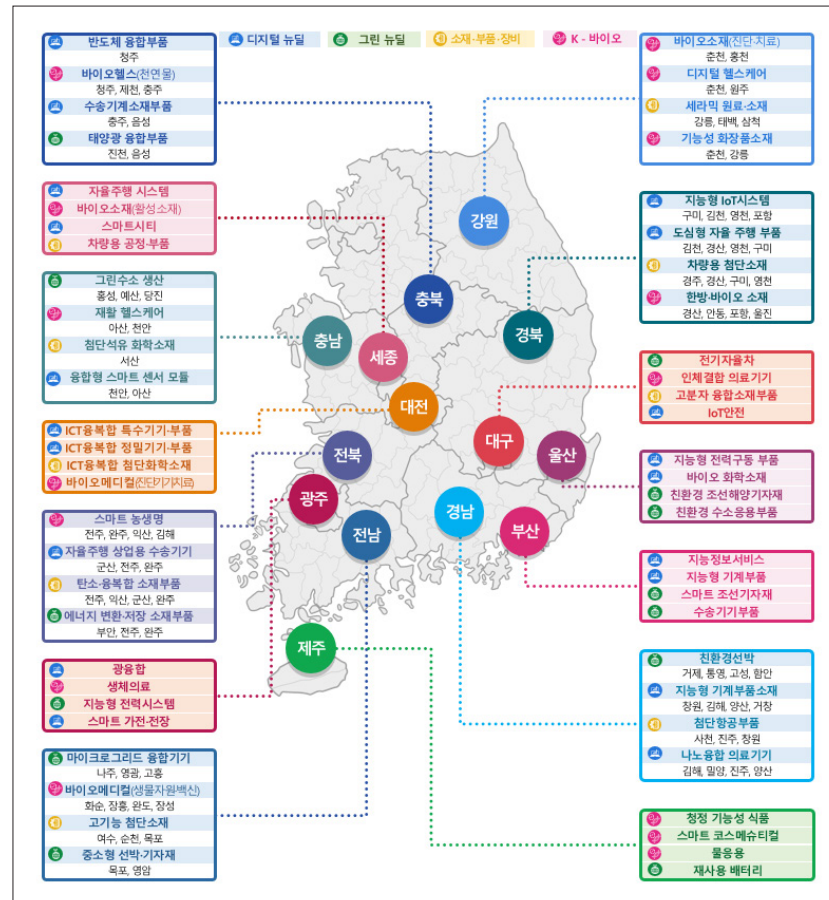 디지털 뉴딜
그린 뉴딜
소재·부품·장비
K - 바이오
반도체 융합부품
청주
바이오헬스(천연물)
청주, 제천, 충주
수송기계소재부품
충주, 음성
태양광 융합부품
진천, 음성
자율주행 시스템
바이오소재(활성소재)
스마트시티
차량용 공정·부품
그린수소 생산
홍성, 예산, 당진
재활 헬스케어
아산, 천안
첨단석유 화학소재
서산
융합형 스마트 센서 모듈
천안, 아산
ICT융복합 특수기기·부품
ICT융복합 정밀기기·부품
ICT융복합 첨단화학소재
바이오메디컬(진단기기치료)
스마트 농생명
전주, 완주, 익산, 김해
자율주행 상업용 수송기기
군산, 전주, 완주
탄소·융복합 소재부품
전주, 익산, 군산, 완주
에너지 변환·저장 소재부품
부안, 전주, 완주
광융합
생체의료
지능형 전력시스템
스마트 가전·전장
마이크로그리드 융합기기
나주, 영광, 고흥
바이오메디컬(생물자원백신)
화순, 장흥, 완도, 장성
고기능 첨단소재
여수, 순천, 목포
중소형 선박·기자재
목포, 영암
강원
충북
충남
세종
경북
대전
대구
울산
전북
광주
전남
경남
부산
제주
바이오소재(진단·치료)
춘천, 홍천
디지털 헬스케어
춘천, 원주
세라믹 원료·소재
강릉, 태백, 삼척
기능성 화장품소재
춘천, 강릉
지능형 IoT시스템
구미, 김천, 영천, 포항
도심형 자율 주행 부품
김천, 경산, 영천, 구미
차량용 첨단소재
경주, 경산, 구미, 영천
한방·바이오 소재
경산, 안동, 포항, 울진
전기자율차
인체결합 의료기기
고분자 융합소재부품
IoT안전
지능형 전력구동 부품
바이오 화학소재
친환경 조선해양기자재
친환경 수소응용부품
지능정보서비스
지능형 기계부품
스마트 조선기자재
수송기기부품
친환경선박
거제, 통영, 고성, 함안
지능형 기계부품소재
창원, 김해, 양산, 거창
첨단항공부품
사천, 진주, 창원
나노융합 의료기기
김해, 밀양, 진주, 양산
청정 기능성 식품
스마트 코스메슈티컬
물응용
재사용 배터리